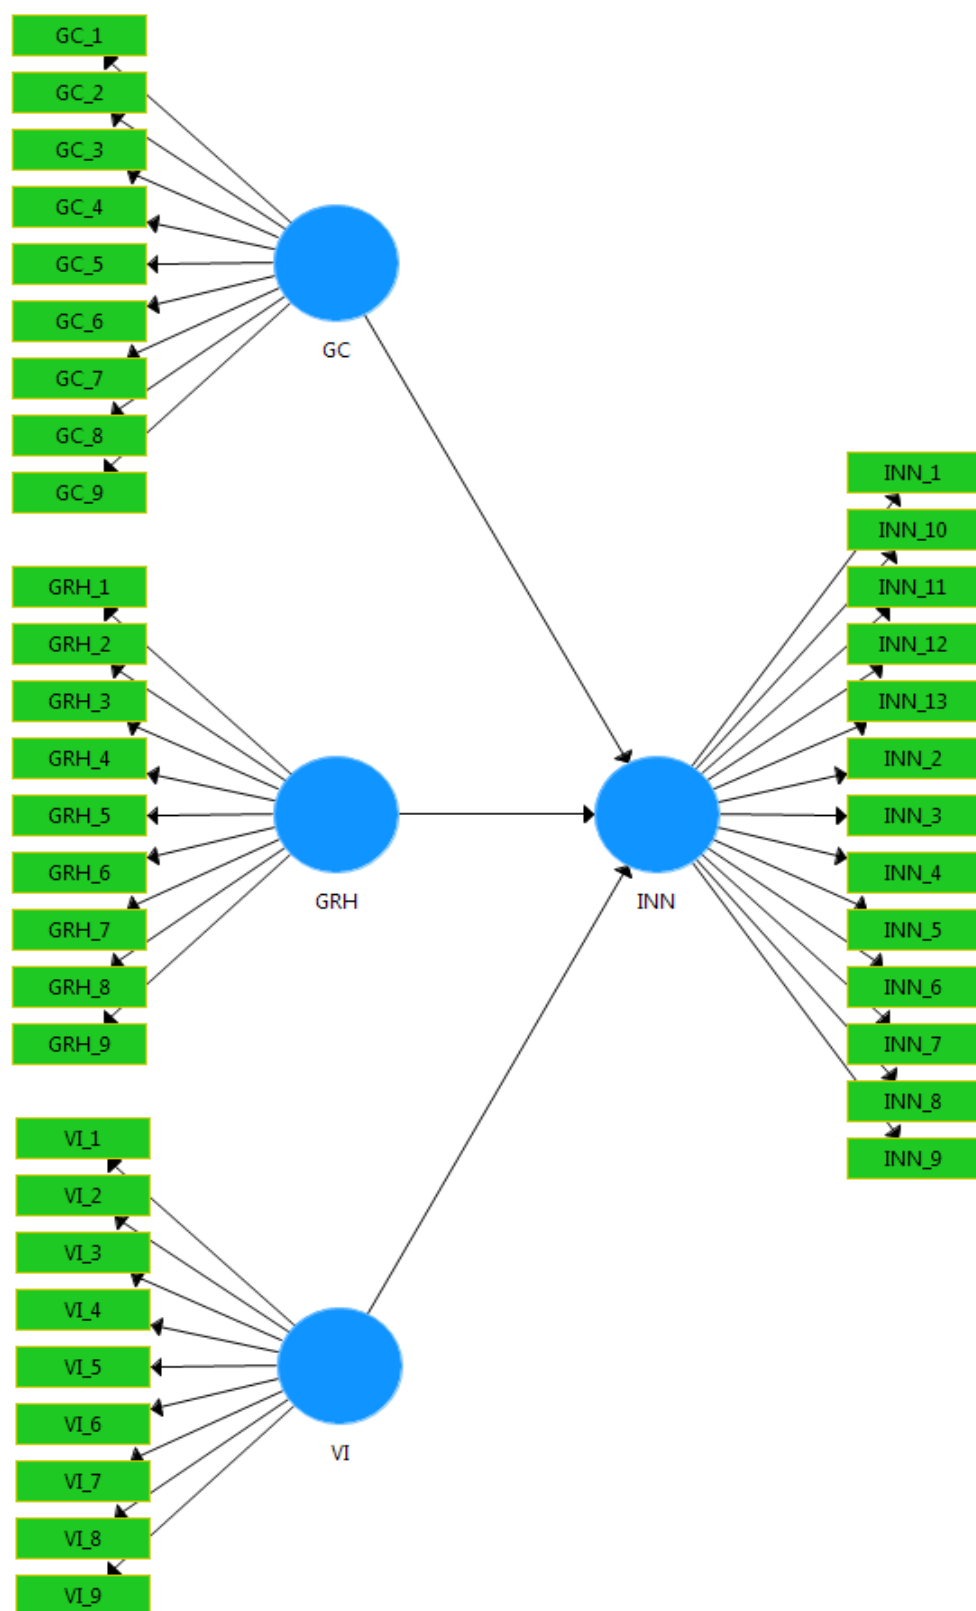 GC_1
GC_2
GC_3
GC_4
GC_5
GC_6
GC_7
GC_8
GC_9
GC
GRH_1
GRH_2
GRH_3
GRH_4
GRH_5
GRH_6
GRH_7
GRH_8
GRH_9
GRH
VI_1
VI_2
VI_3
VI_4
VI_5
VI_6
VI_7
VI_8
VI_9
VI
INN
INN_1
INN_10
INN_11
INN_12
INN_13
INN_2
INN_3
INN_4
INN_5
INN_6
INN_7
INN_8
INN_9